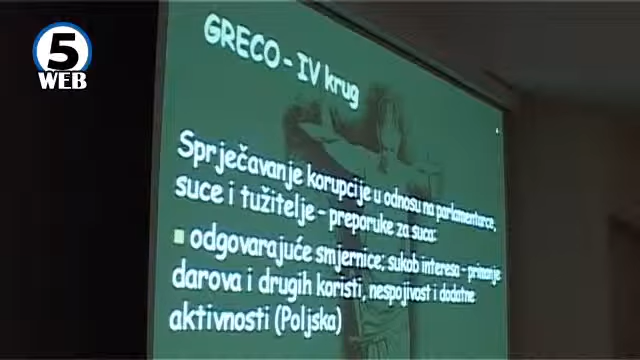 5
WEB
GRECO - IV krug
Sprječavanje korupcije u odnosu na parlamentarce,
suce i tužitelje - preporuke za suca:
odgovarajuće smjernice; sukob interesa - primanje
darova i drugih koristi, nespojivost i dodatne
aktivnosti (Poljska)